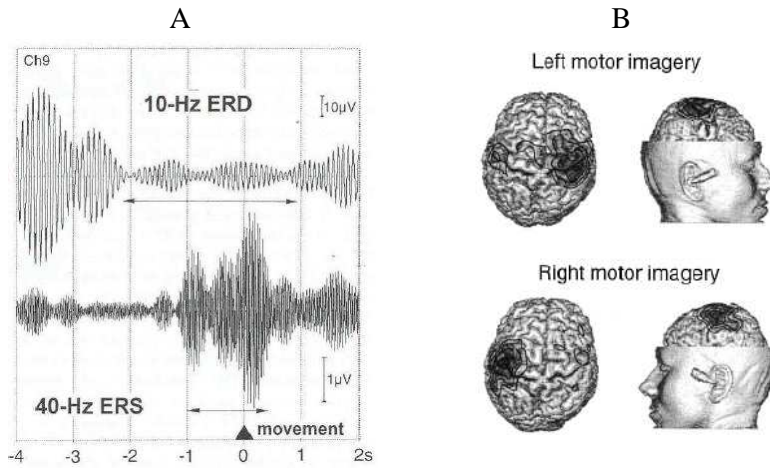 A
Ch9
10-Hz ERD
10µV
40-Hz ERS
1µV
movement
-4 -3 -2 -1 0 1 2s
B
Left motor imagery
Right motor imagery